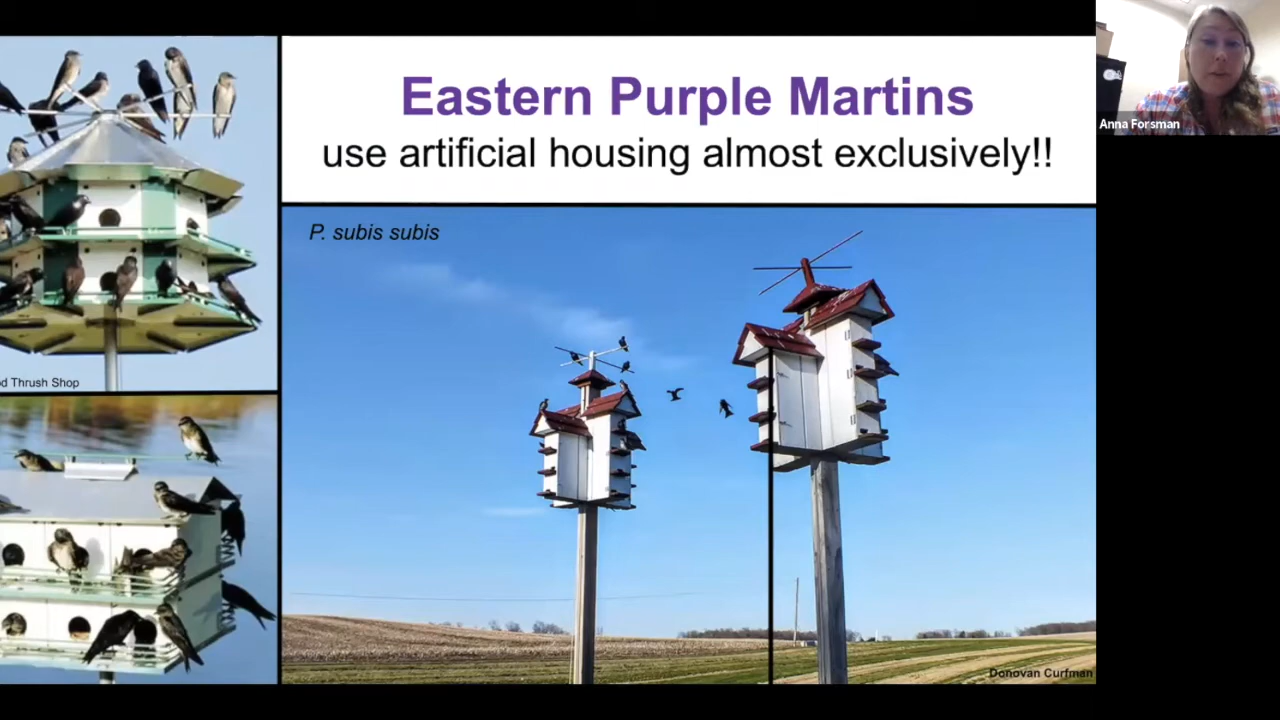 Eastern Purple Martins
use artificial housing almost exclusively!!
Anna Forsman
P. subis subis
Thrush Shop
Donovan Curfman